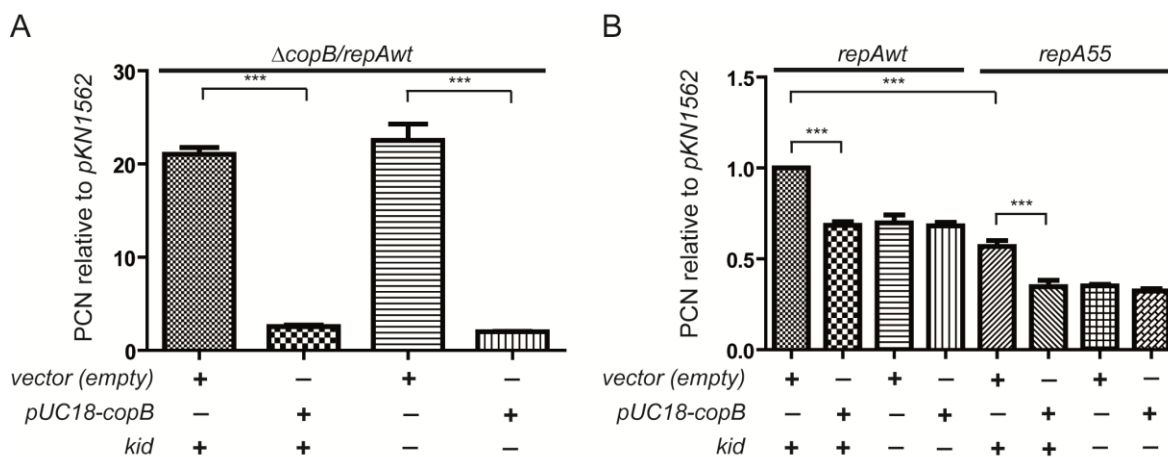 A
ΔcopB/repAwt
***
***
PCN relative to pKN1562
30
20
10
0
vector (empty) + – + –
pUC18-copB – + – +
kid + + – –
B
repAwt
repA55
***
***
***
PCN relative to pKN1562
1.5
1.0
0.5
0.0
vector (empty) + – + – + – + –
pUC18-copB – + – + – + – +
kid + + – – + + – –